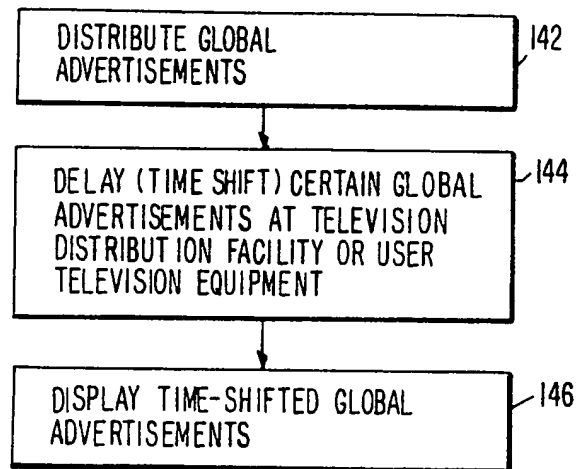 DISTRIBUTE GLOBAL
ADVERTISEMENTS
142
DELAY (TIME SHIFT) CERTAIN GLOBAL
ADVERTISEMENTS AT TELEVISION
DISTRIBUTION FACILITY OR USER
TELEVISION EQUIPMENT
144
DISPLAY TIME-SHIFTED GLOBAL
ADVERTISEMENTS
146